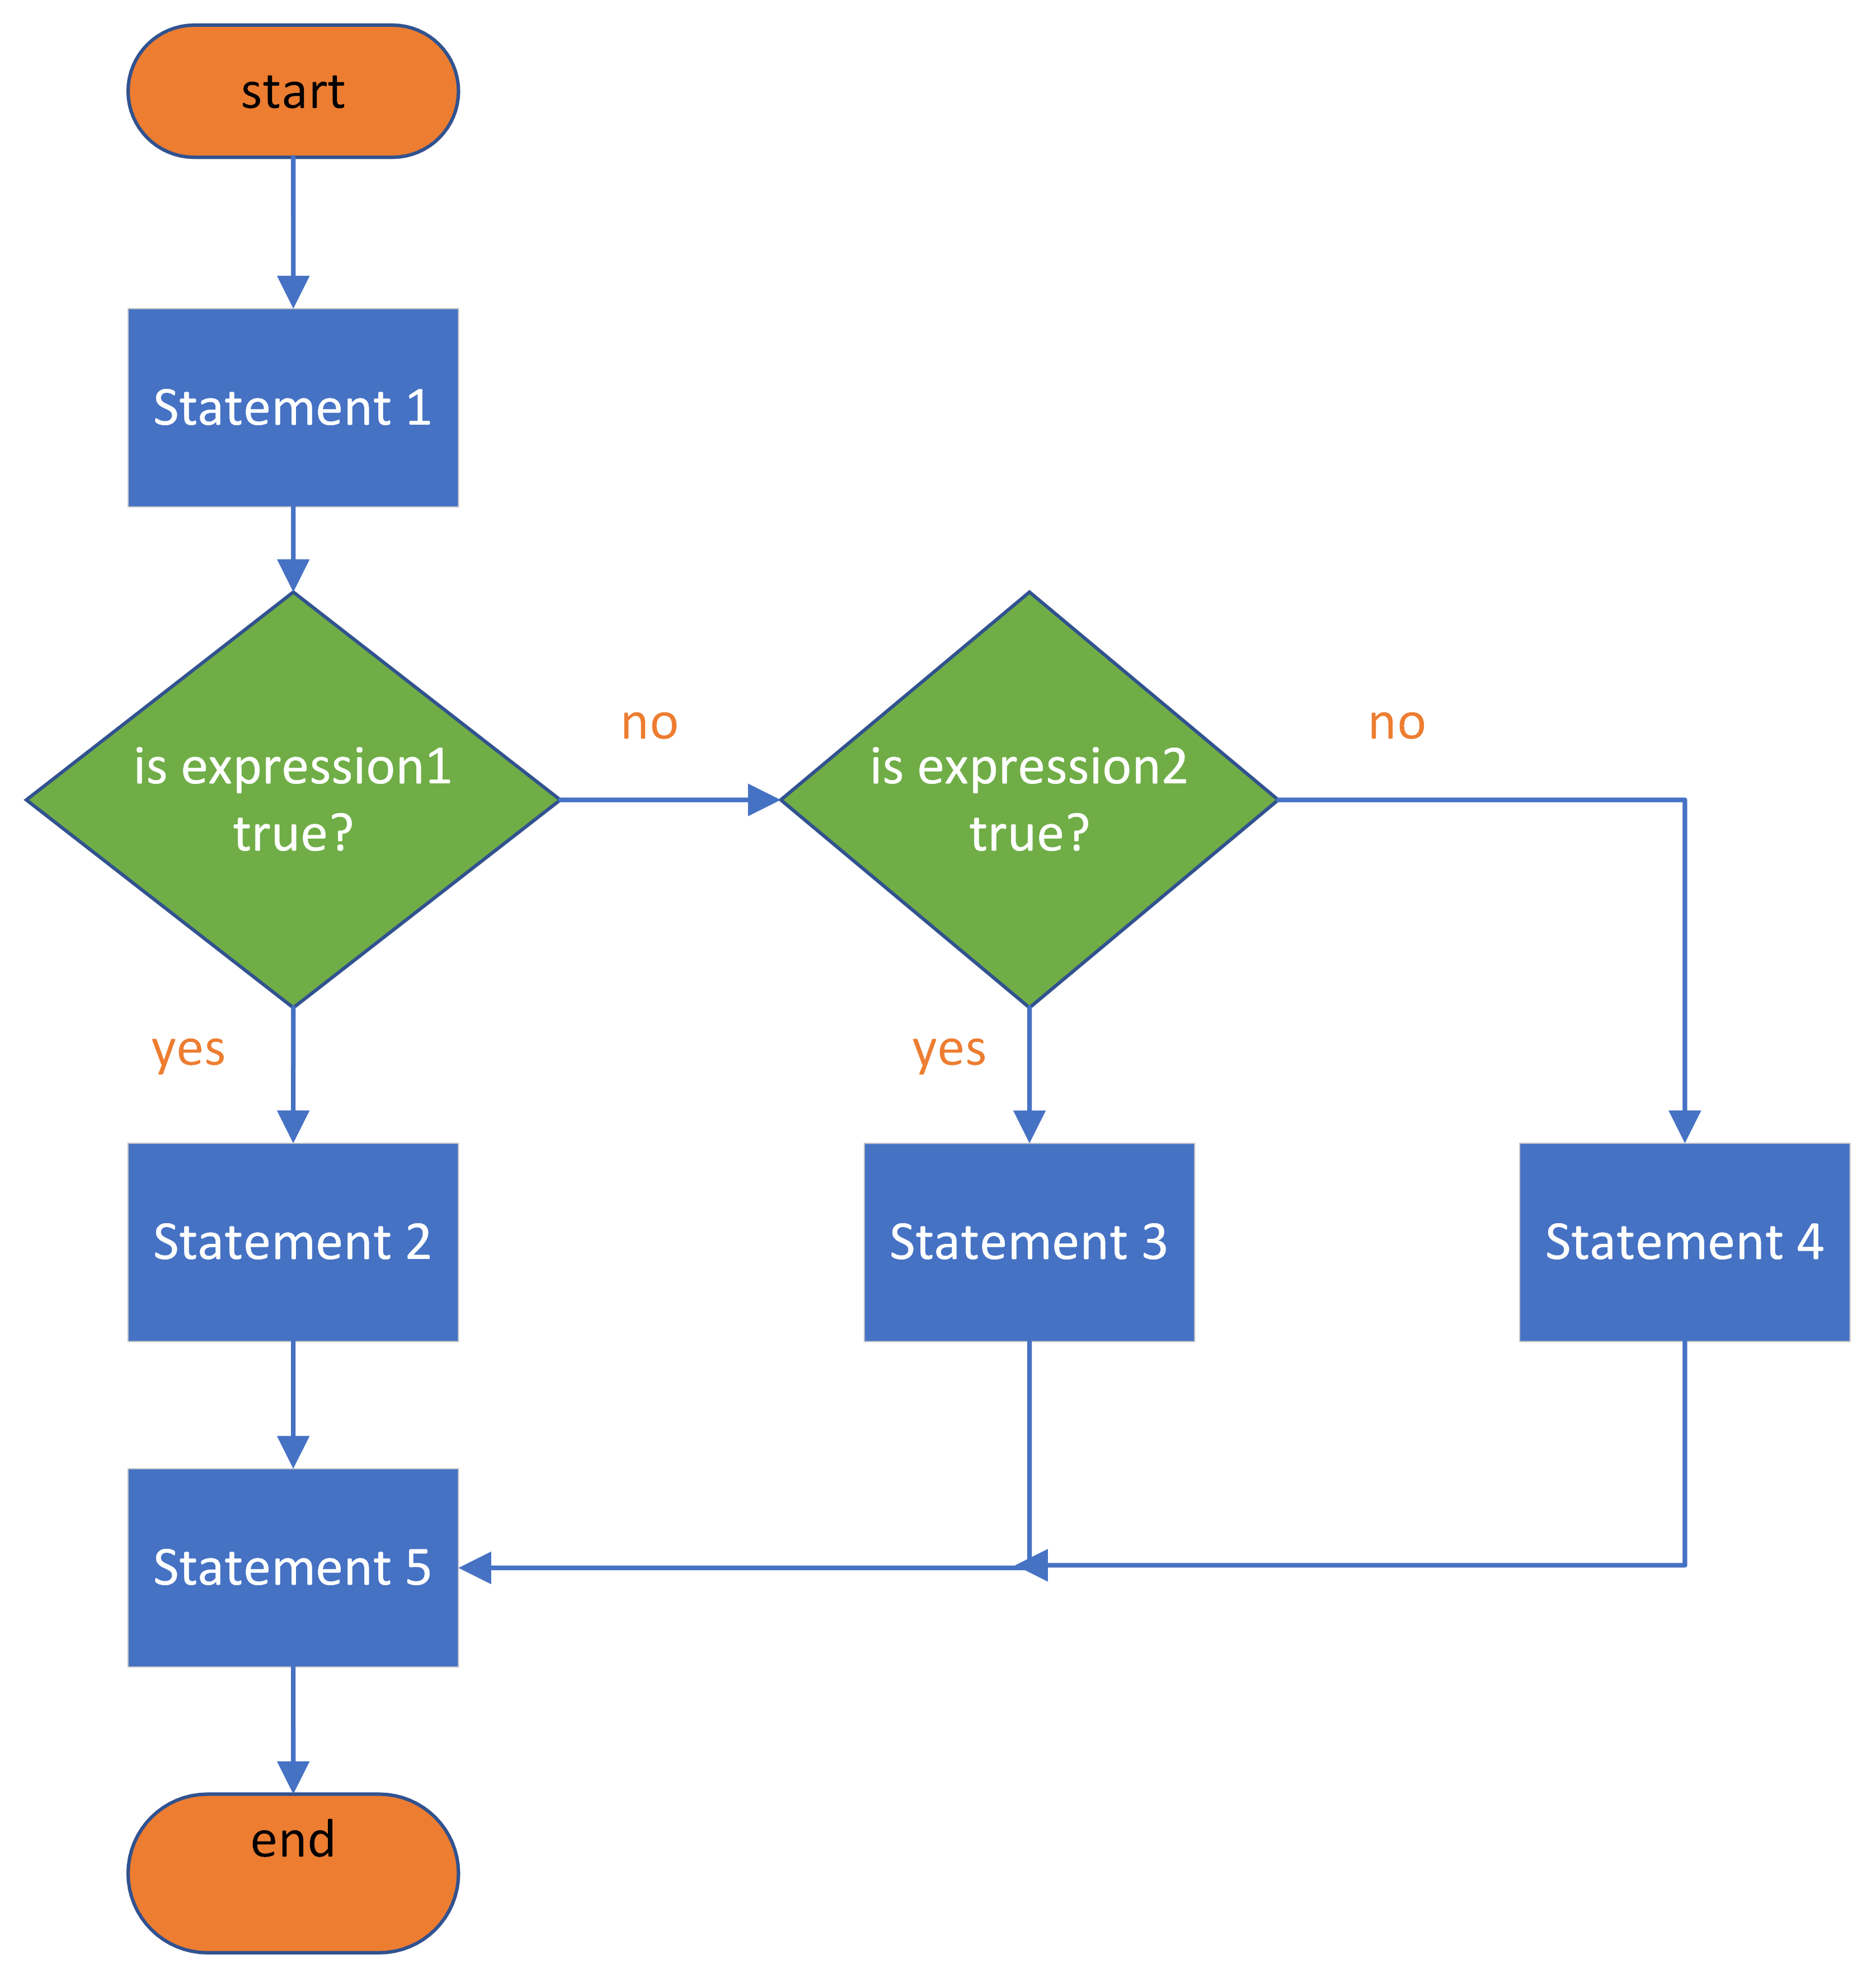 start
Statement 1
is expression1
true?
no
is expression2
true?
no
yes
yes
Statement 2
Statement 3
Statement 4
Statement 5
end